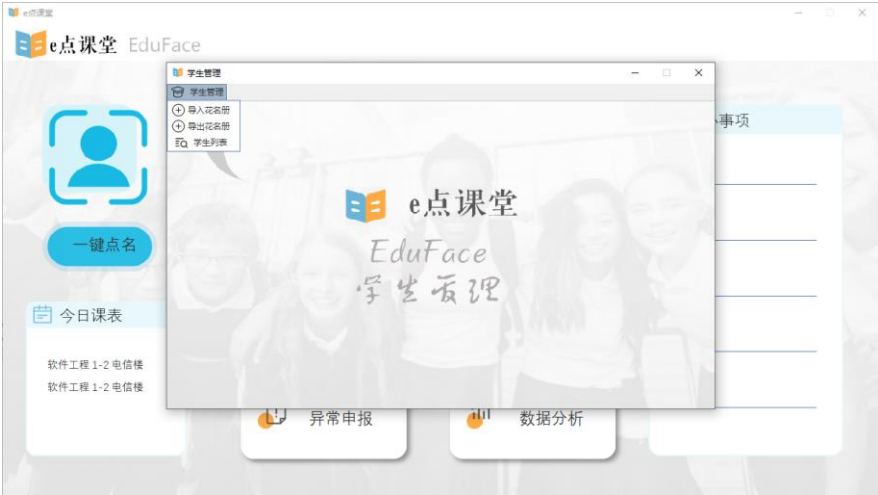 e点课堂
e点课堂 EduFace
学生管理
学生管理
导入花名册
导出花名册
学生列表
事项
一键点名
e点课堂
EduFace
学生管理
今日课表
软件工程 1-2 电信楼
软件工程 1-2 电信楼
异常申报
数据分析